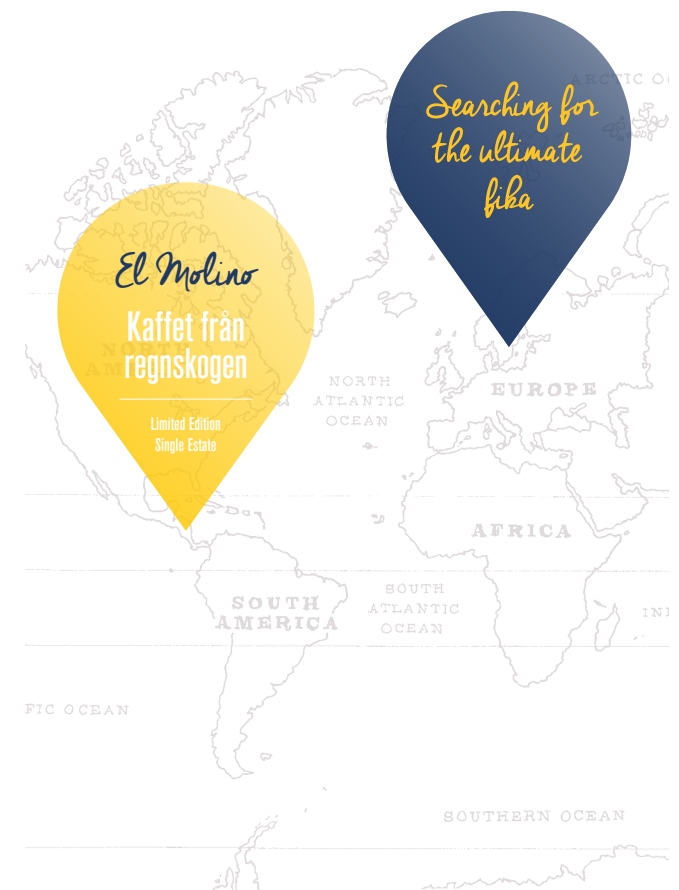 ARCTIC O
Searching for
the ultimate
fika
El Molino
Kaffet från
regnskogen
NORTH
AM
Limited Edition
Single Estate
NORTH
ATLANTIC
OCEAN
EUROPE
AFRICA
SOUTH
AMERICA
SOUTH
ATLANTIC
OCEAN
IN
FIC OCEAN
SOUTHERN OCEAN